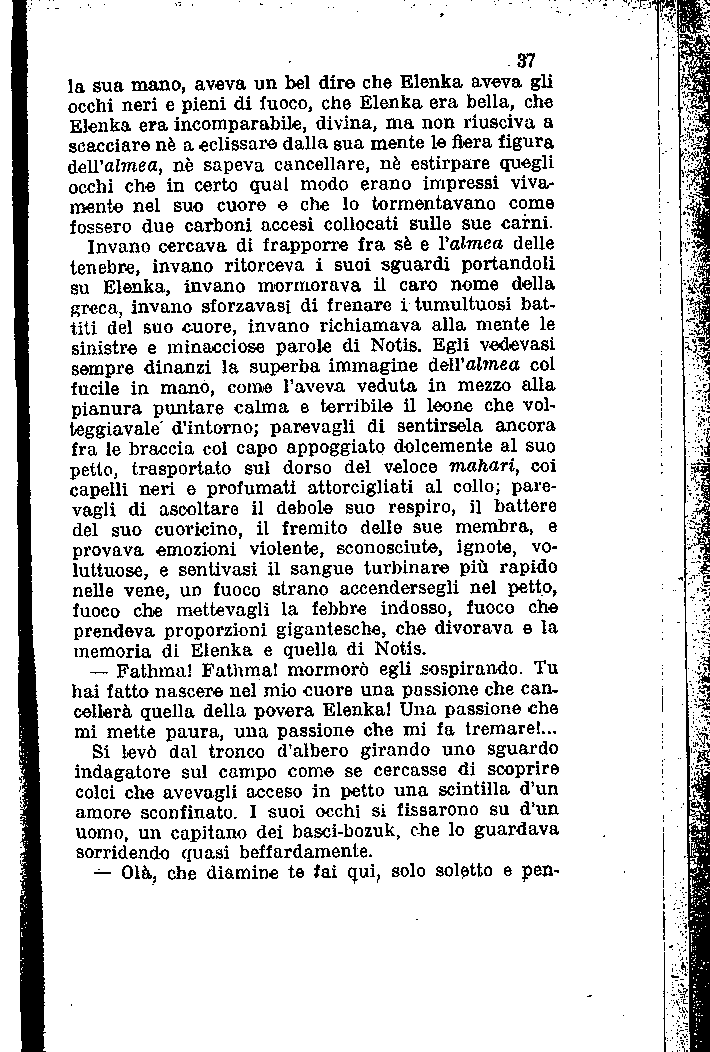 37
la sua mano, aveva un bel dire che Elenka aveva gli
occhi neri e pieni di fuoco, che Elenka era bella, che
Elenka era incomparabile, divina, ma non riusciva a
scacciare nè a eclissare dalla sua mente le fiera figura
dell'almea, nè sapeva cancellare, nè estirpare quegli
occhi che in certo qual modo erano impressi viva-
mente nel suo cuore e che lo tormentavano come
fossero due carboni accesi collocati sulle sue carni.
Invano cercava di frapporre fra sè e l'almea delle
tenebre, invano ritorceva i suoi sguardi portandoli
su Elenka, invano mormorava il caro nome della
greca, invano sforzavasi di frenare i tumultuosi bat-
titi del suo cuore, invano richiamava alla mente le
sinistre e minacciose parole di Notis. Egli vedevasi
sempre dinanzi la superba immagine dell'almea col
fucile in mano, come l'aveva veduta in mezzo alla
pianura puntare calma e terribile il leone che vol-
teggiavale d'intorno; parevagli di sentirsela ancora
fra le braccia col capo appoggiato dolcemente al suo
petto, trasportato sul dorso del veloce mahari, coi
capelli neri e profumati attorcigliati al collo; pare-
vagli di ascoltare il debole suo respiro, il battere
del suo cuoricino, il fremito delle sue membra, e
provava emozioni violente, sconosciute, ignote, vo-
luttuose, e sentivasi il sangue turbinare più rapido
nelle vene, un fuoco strano accendersegli nel petto,
fuoco che mettevagli la febbre indosso, fuoco che
prendeva proporzioni gigantesche, che divorava e la
memoria di Elenka e quella di Notis.
— Fathma! Fathma! mormorò egli sospirando. Tu
hai fatto nascere nel mio cuore una passione che can-
cellerà quella della povera Elenka! Una passione che
mi mette paura, una passione che mi fa tremare!...
Si levò dal tronco d'albero girando uno sguardo
indagatore sul campo come se cercasse di scoprire
colei che avevagli acceso in petto una scintilla d'un
amore sconfinato. I suoi occhi si fissarono su d'un
uomo, un capitano dei basci-bozuk, che lo guardava
sorridendo quasi beffardamente.
— Olà, che diamine te fai qui, solo soletto e pen-